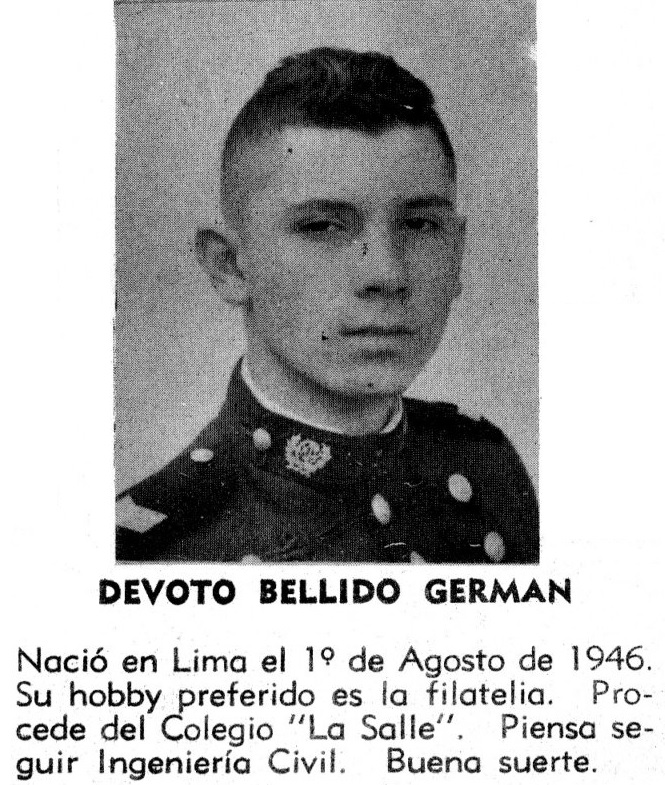 DEVOTO BELLIDO GERMAN
Nació en Lima el 1º de Agosto de 1946.
Su hobby preferido es la filatelia. Pro-
cede del Colegio "La Salle". Piensa se-
guir Ingeniería Civil. Buena suerte.